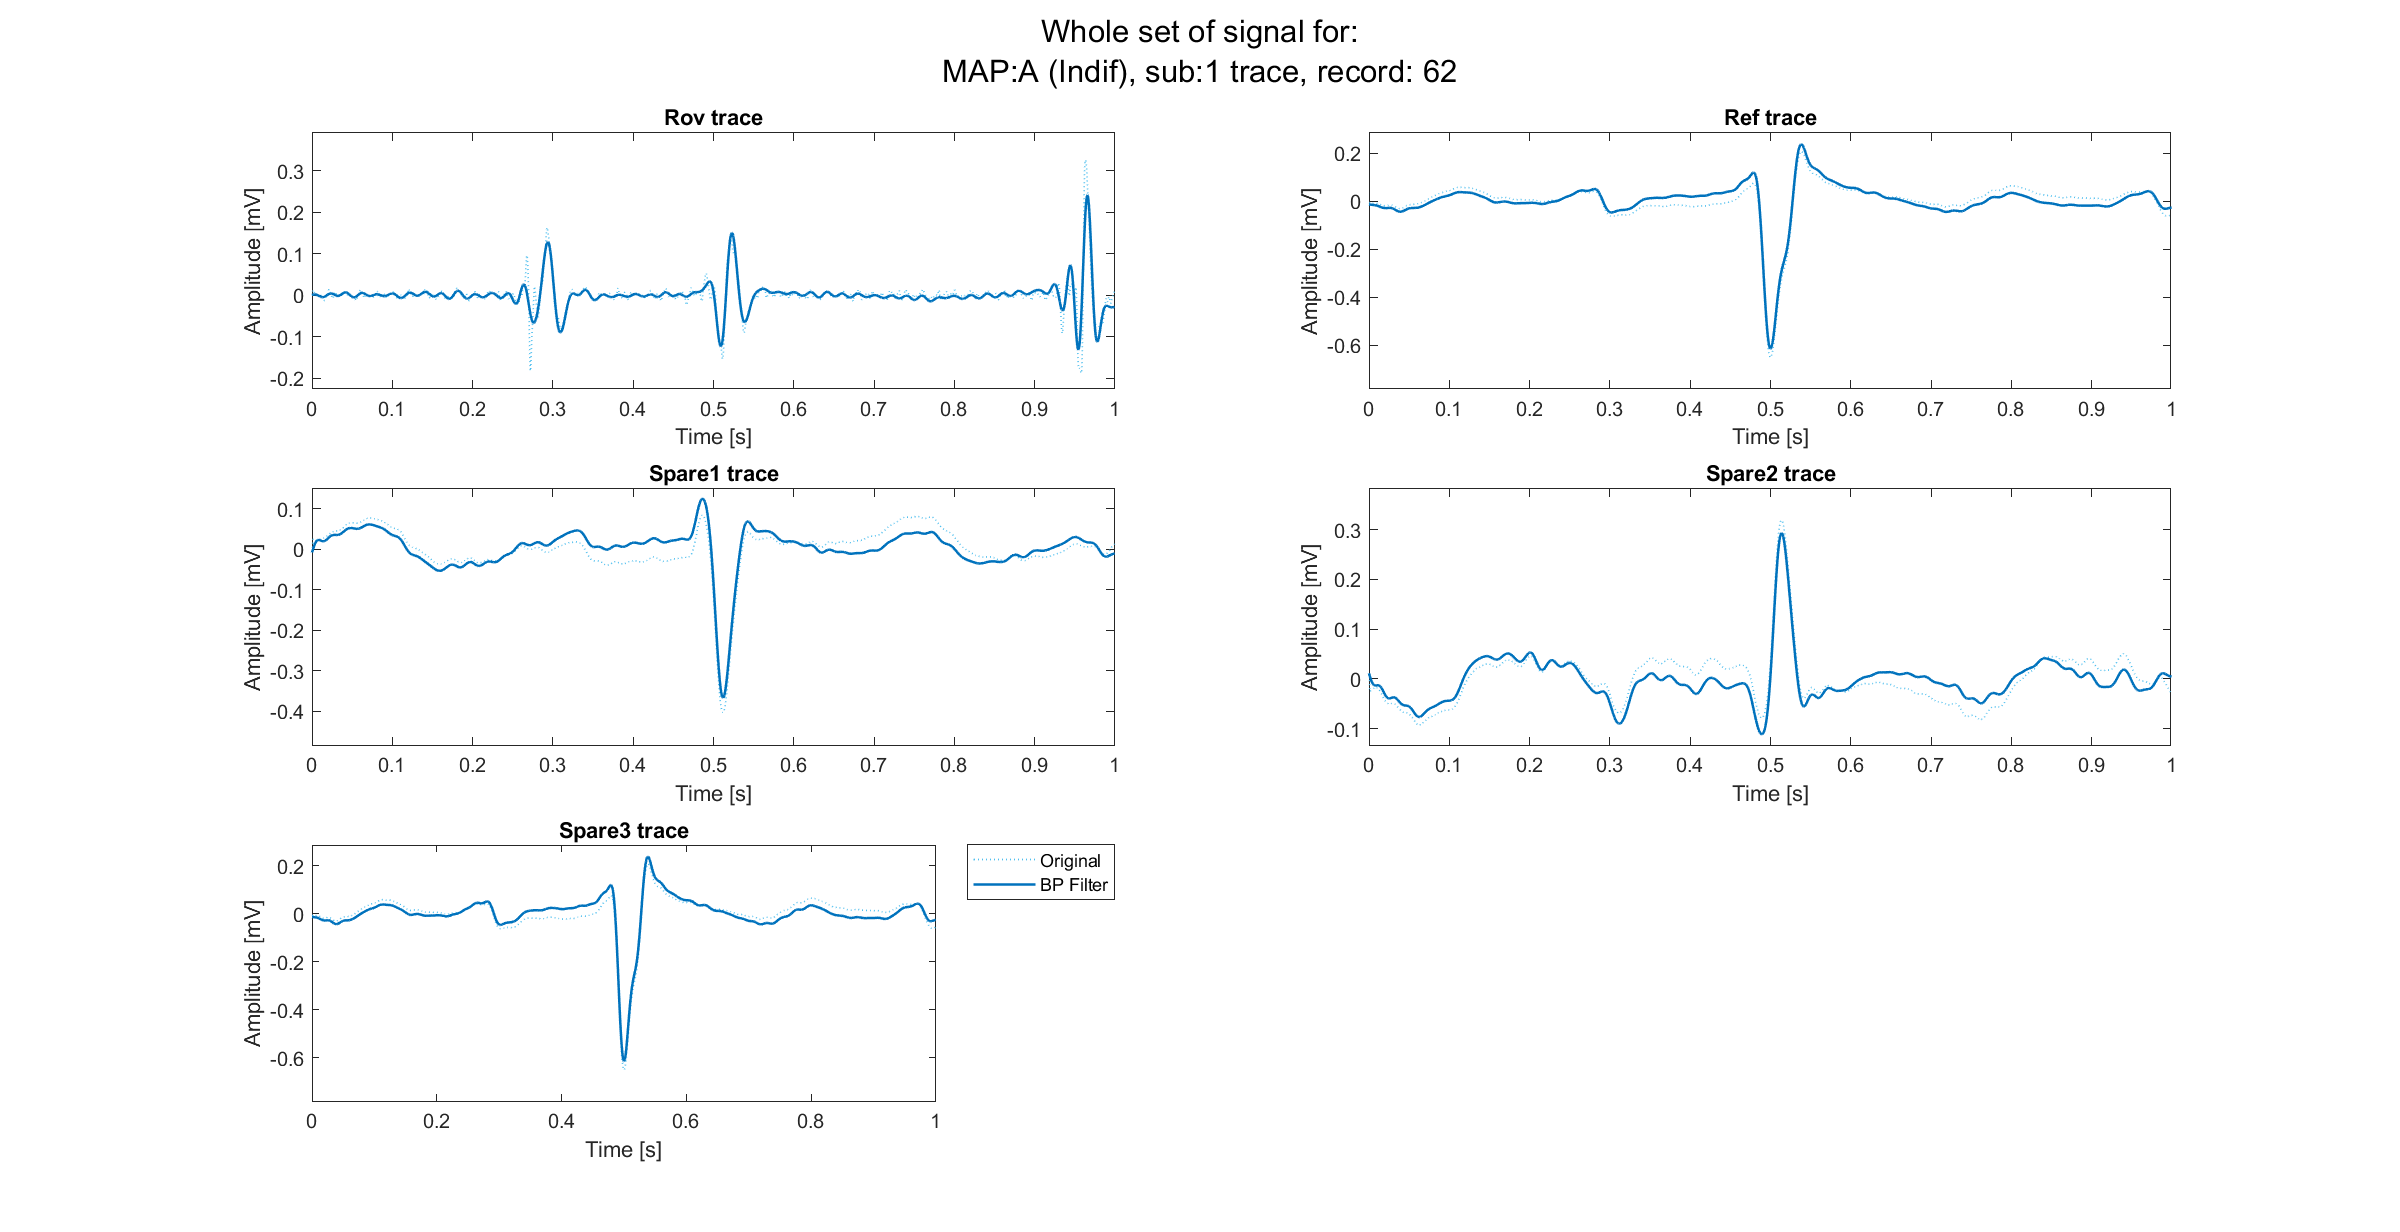 Whole set of signal for:
MAP:A (Indif), sub:1 trace, record: 62
Rov trace
Amplitude [mV]
0.3
0.2
0.1
0
-0.1
-0.2
0 0.1 0.2 0.3 0.4 0.5 0.6 0.7 0.8 0.9 1
Time [s]
Ref trace
Amplitude [mV]
0.2
0
-0.2
-0.4
-0.6
0 0.1 0.2 0.3 0.4 0.5 0.6 0.7 0.8 0.9 1
Time [s]
Spare1 trace
Amplitude [mV]
0.1
0
-0.1
-0.2
-0.3
-0.4
0 0.1 0.2 0.3 0.4 0.5 0.6 0.7 0.8 0.9 1
Time [s]
Spare2 trace
Amplitude [mV]
0.3
0.2
0.1
0
-0.1
0 0.1 0.2 0.3 0.4 0.5 0.6 0.7 0.8 0.9 1
Time [s]
Spare3 trace
Amplitude [mV]
0.2
0
-0.2
-0.4
-0.6
0 0.2 0.4 0.6 0.8 1
Time [s]
Original
BP Filter